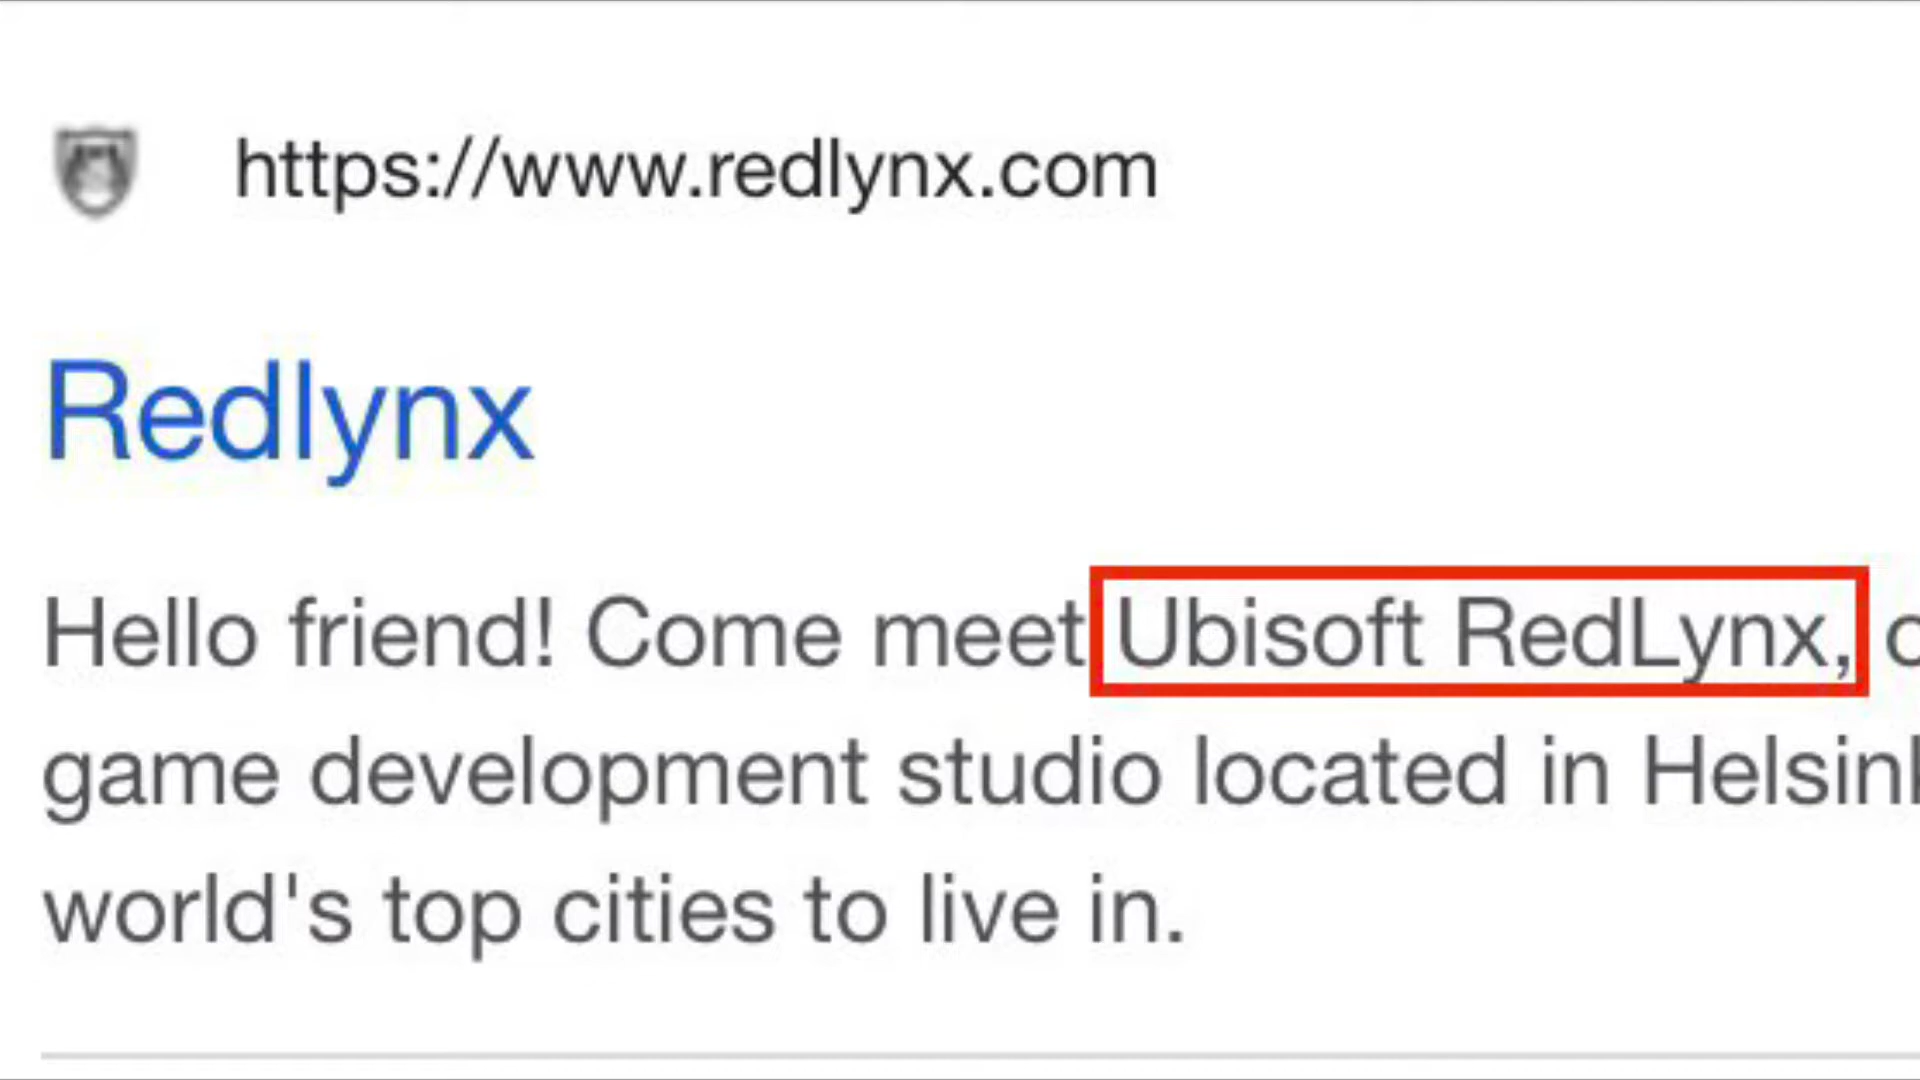 https://www.redlynx.com
Redlynx
Hello friend! Come meet Ubisoft RedLynx,
game development studio located in
world's top cities to live in.